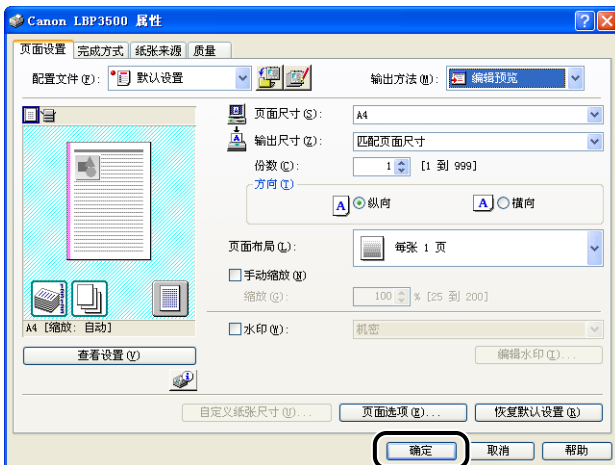 Canon LBP3500 属性
页面设置 完成方式 纸张来源 质量
配置文件(F): 默认设置 输出方法(M): 编辑预览
页面尺寸(S): A4
输出尺寸(Z): 匹配页面尺寸
份数(C): 1 [1 到 999]
方向(T)
A 纵向 A 横向
页面布局(L): 每张 1 页
手动缩放(N)
缩放(G): 100 % [25 到 200]
A4 [缩放: 自动]
水印(W): 机密
查看设置(V) 编辑水印(I)...
自定义纸张尺寸(U)... 页面选项(E)... 恢复默认设置(R)
确定 取消 帮助